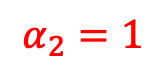 α₂ = 1